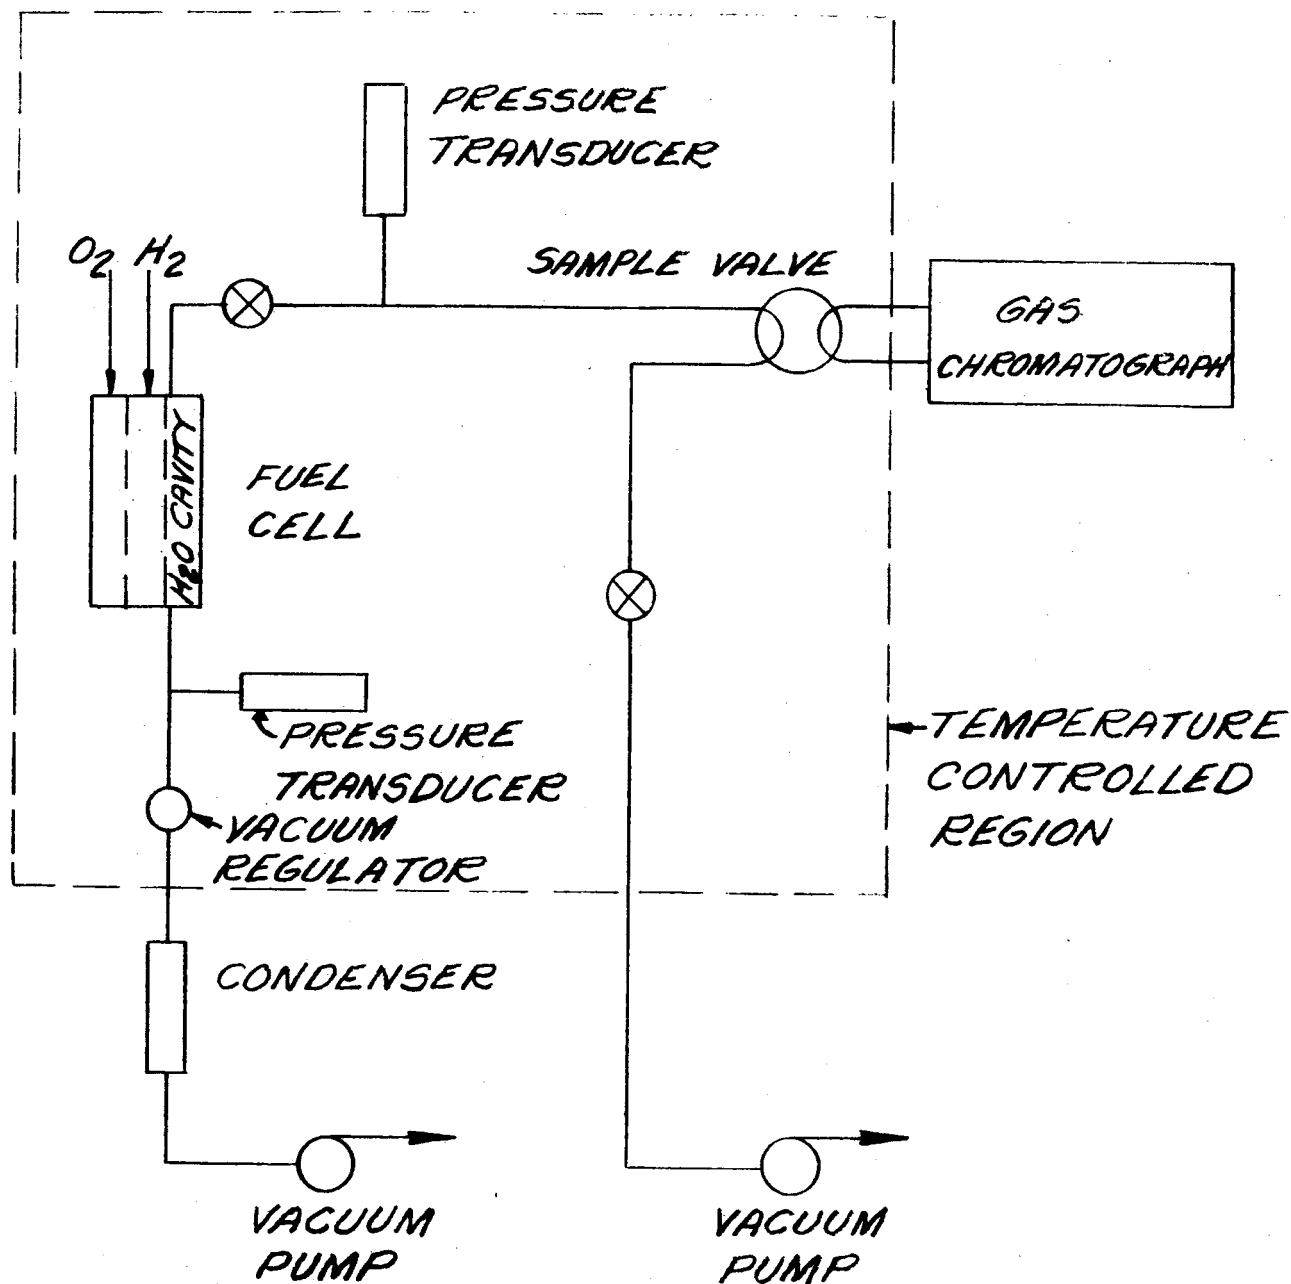 PRESSURE
TRANSDUCER
O2 H2
SAMPLE VALVE
GAS
CHROMATOGRAPH
H2O CAVITY
FUEL
CELL
PRESSURE
TRANSDUCER
VACUUM
REGULATOR
TEMPERATURE
CONTROLLED
REGION
CONDENSER
VACUUM
PUMP
VACUUM
PUMP